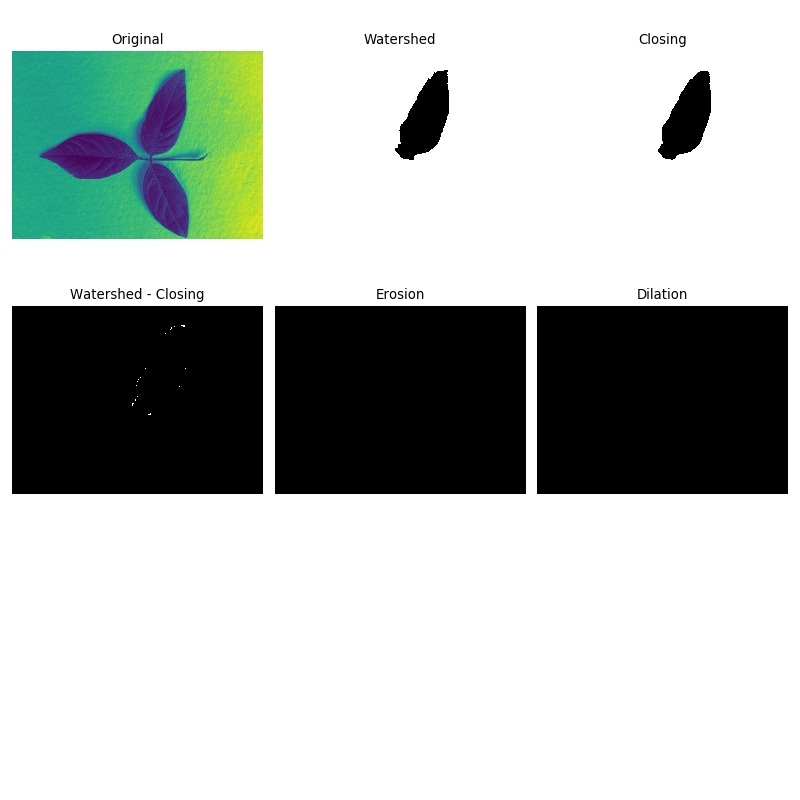 Original
Watershed
Closing
Watershed - Closing
Erosion
Dilation